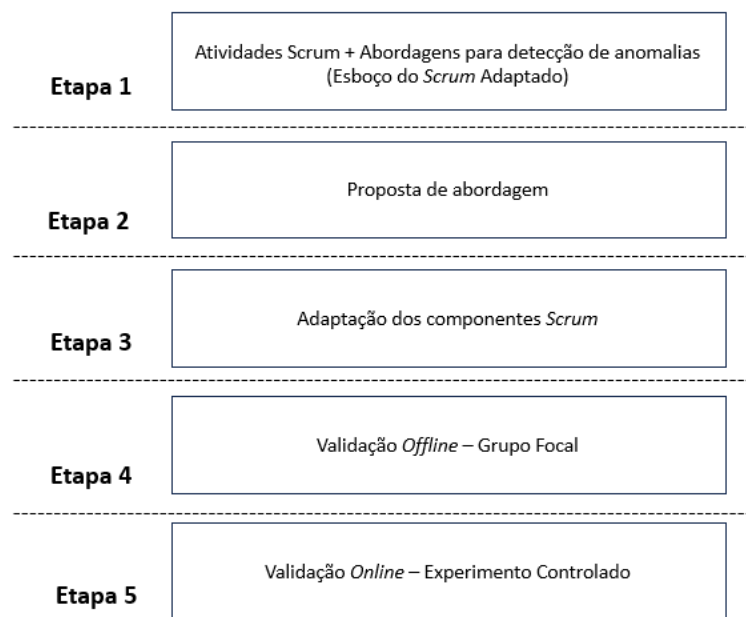 Etapa 1
Atividades Scrum + Abordagens para detecção de anomalias
(Esboço do Scrum Adaptado)
Etapa 2
Proposta de abordagem
Etapa 3
Adaptação dos componentes Scrum
Etapa 4
Validação Offline – Grupo Focal
Etapa 5
Validação Online – Experimento Controlado